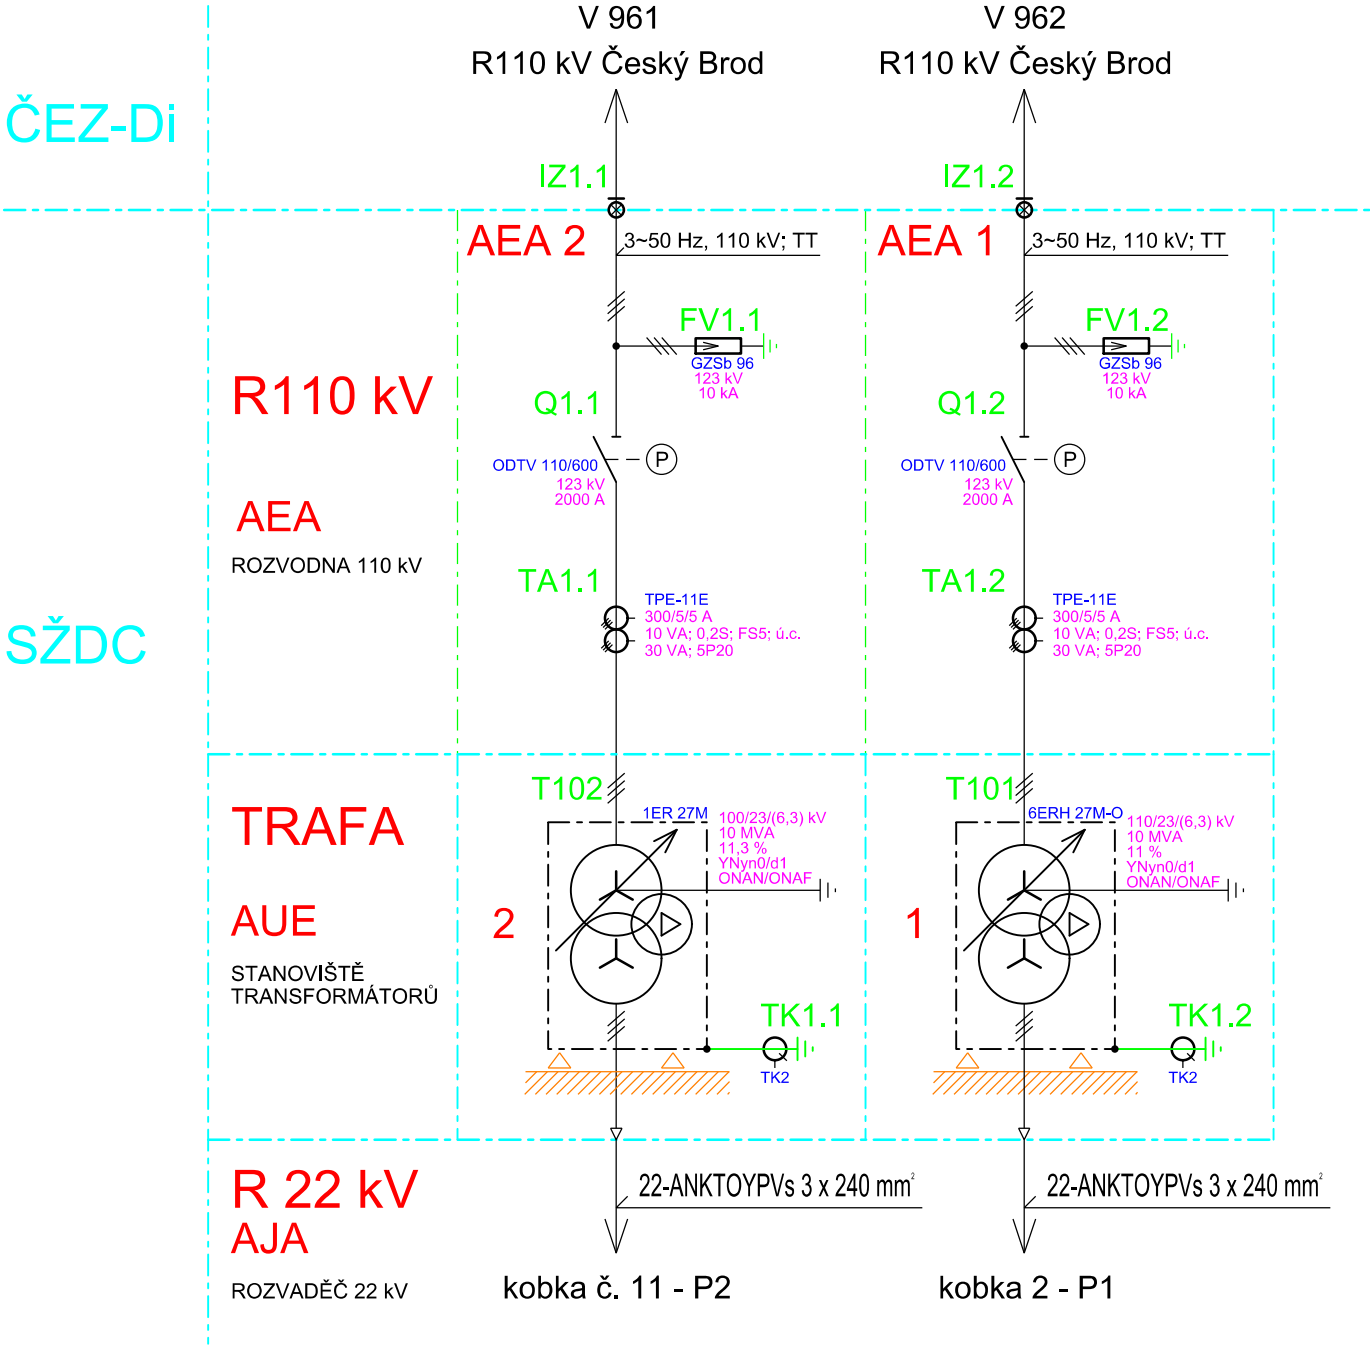 V 961
R110 kV Český Brod
V 962
R110 kV Český Brod
ČEZ-Di
IZ1.1
IZ1.2
AEA 2
3~50 Hz, 110 kV; TT
AEA 1
3~50 Hz, 110 kV; TT
FV1.1
GZSb 96
123 kV
10 kA
FV1.2
GZSb 96
123 kV
10 kA
R110 kV
Q1.1
P
ODTV 110/600
123 kV
2000 A
Q1.2
P
ODTV 110/600
123 kV
2000 A
AEA
ROZVODNA 110 kV
SŽDC
TA1.1
TPE-11E
300/5/5 A
10 VA; 0,2S; FS5; ú.c.
30 VA; 5P20
TA1.2
TPE-11E
300/5/5 A
10 VA; 0,2S; FS5; ú.c.
30 VA; 5P20
TRAFA
T102
1ER 27M
100/23/(6,3) kV
10 MVA
11,3 %
YNyn0/d1
ONAN/ONAF
T101
6ERH 27M-O
110/23/(6,3) kV
10 MVA
11 %
YNyn0/d1
ONAN/ONAF
AUE
STANOVIŠTĚ
TRANSFORMÁTORŮ
2
1
TK1.1
TK2
TK1.2
TK2
R 22 kV
AJA
ROZVADĚČ 22 kV
22-ANKTOYPVs 3 x 240 mm²
22-ANKTOYPVs 3 x 240 mm²
kobka č. 11 - P2
kobka 2 - P1